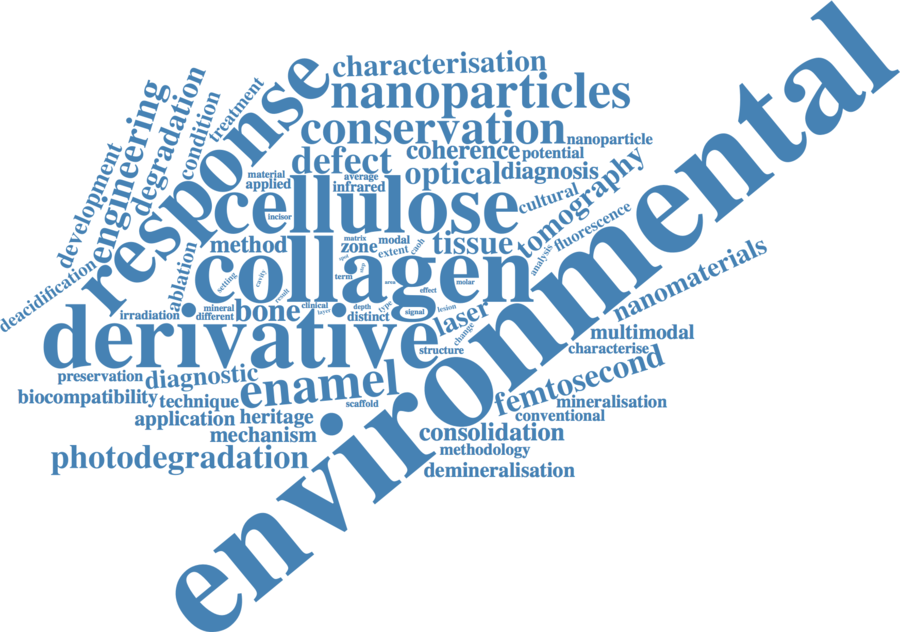 environmental
response
characterisation
nanoparticles
conservation
nanoparticle
defect
coherence
potential
optical
diagnosis
treatment
condition
degradation
engineering
development
deacidification
material
applied
average
infrared
cellulose
incisor
cultural
tomography
fluorescence
analysis
method
matrix
zone
modal
extent
tissue
collagen
ablation
setting
cavity
result
term
area
effect
molar
nanomaterials
irradiation
mineral
different
bone
clinical
layer
depth
distinct
type
signal
lesion
laser
change
derivative
structure
multimodal
characterise
preservation
diagnostic
enamel
femtosecond
biocompatibility
technique
scaffold
mineralisation
application
heritage
conventional
mechanism
consolidation
methodology
photodegradation
demineralisation